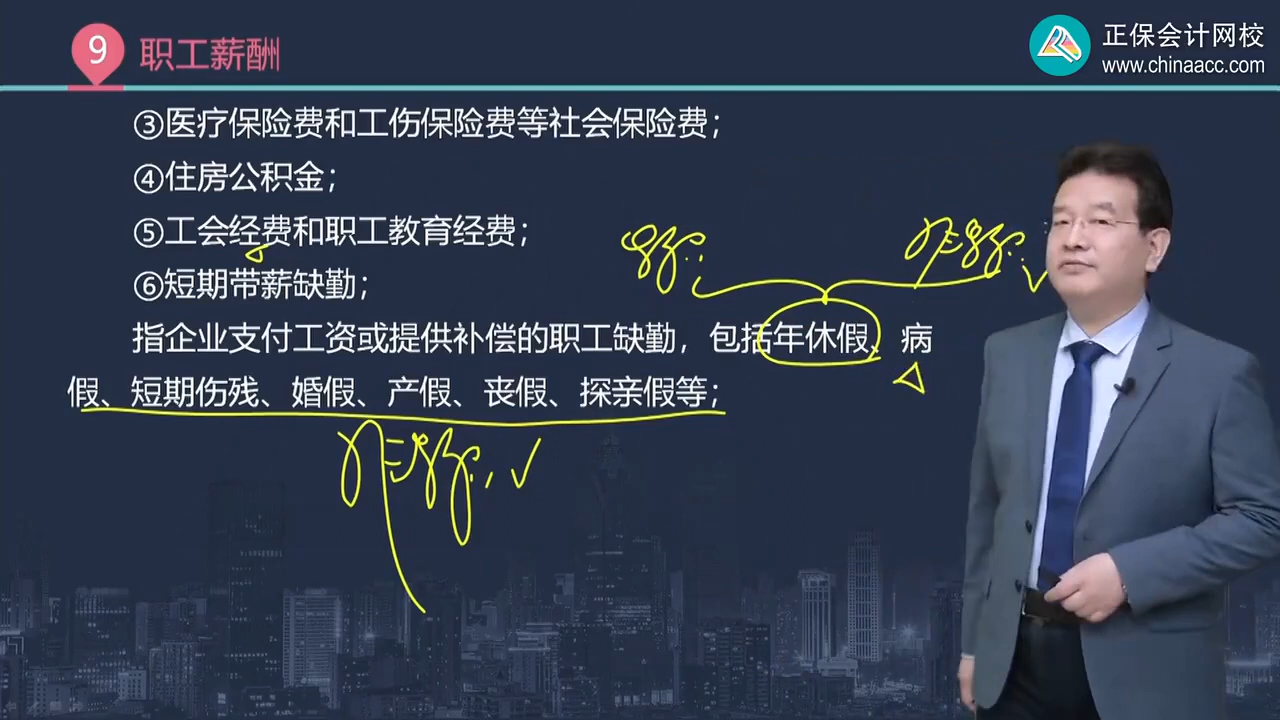 9 职工薪酬
正保会计网校
www.chinaacc.com
③医疗保险费和工伤保险费等社会保险费；
④住房公积金；
⑤工会经费和职工教育经费；
⑥短期带薪缺勤；
指企业支付工资或提供补偿的职工缺勤，包括年休假、病
假、短期伤残、婚假、产假、丧假、探亲假等；